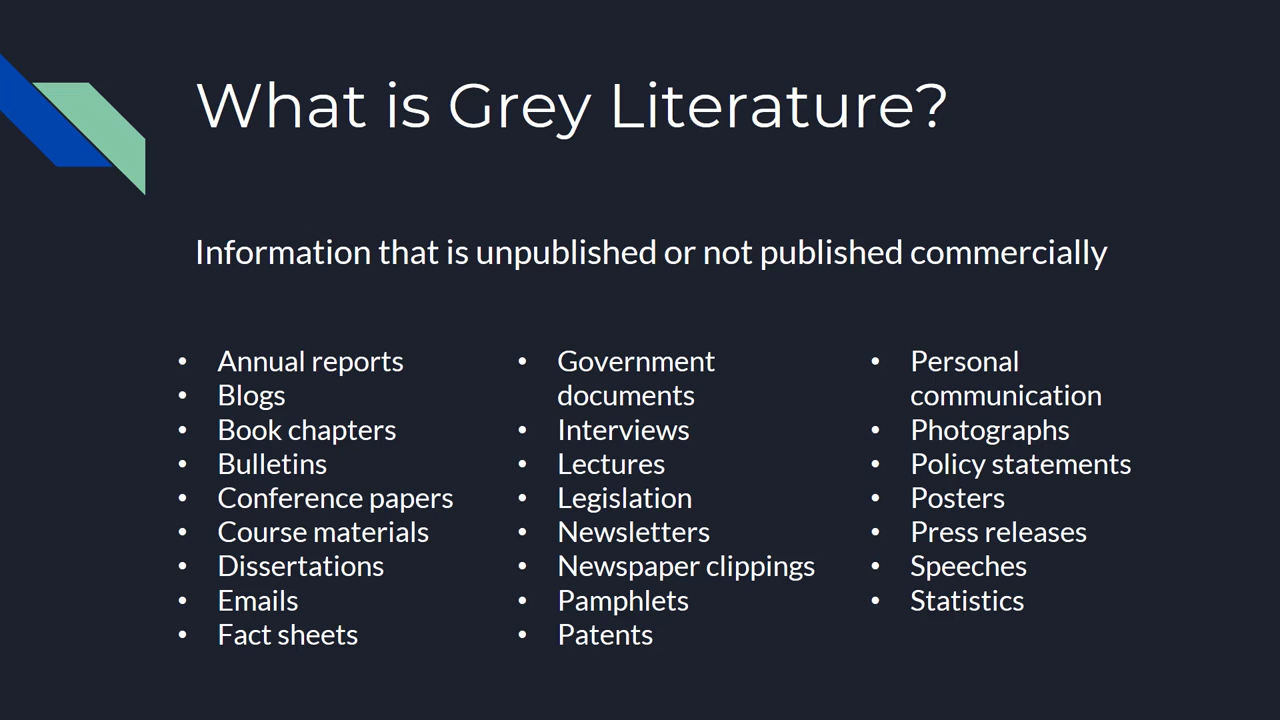 What is Grey Literature?
Information that is unpublished or not published commercially
• Annual reports
• Blogs
• Book chapters
• Bulletins
• Conference papers
• Course materials
• Dissertations
• Emails
• Fact sheets
• Government
documents
• Interviews
• Lectures
• Legislation
• Newsletters
• Newspaper clippings
• Pamphlets
• Patents
• Personal
communication
• Photographs
• Policy statements
• Posters
• Press releases
• Speeches
• Statistics